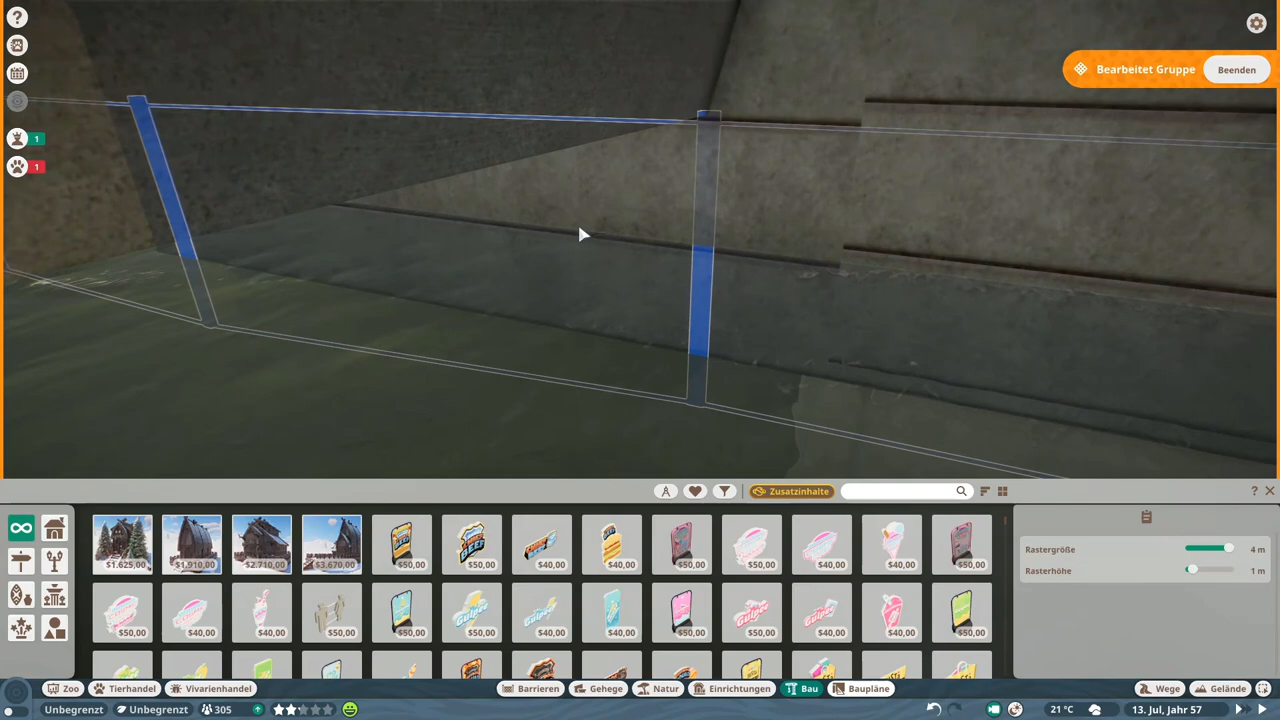 ?
Bearbeitet Gruppe
Beenden
1
1
Zusatzinhalte
?
$1.625,00
$1.910,00
$2.710,00
$3.670,00
$50,00
$50,00
$40,00
$40,00
$50,00
$50,00
$40,00
$40,00
$50,00
Rastergröße
4 m
Rasterhöhe
1 m
$50,00
$40,00
$40,00
$50,00
$50,00
$50,00
$40,00
$40,00
$50,00
$50,00
$40,00
$40,00
$50,00
Zoo
Tierhandel
Vivarienhandel
Barrieren
Gehege
Natur
Einrichtungen
Bau
Baupläne
Wege
Gelände
Unbegrenzt
Unbegrenzt
305
21 °C
13. Jul, Jahr 57